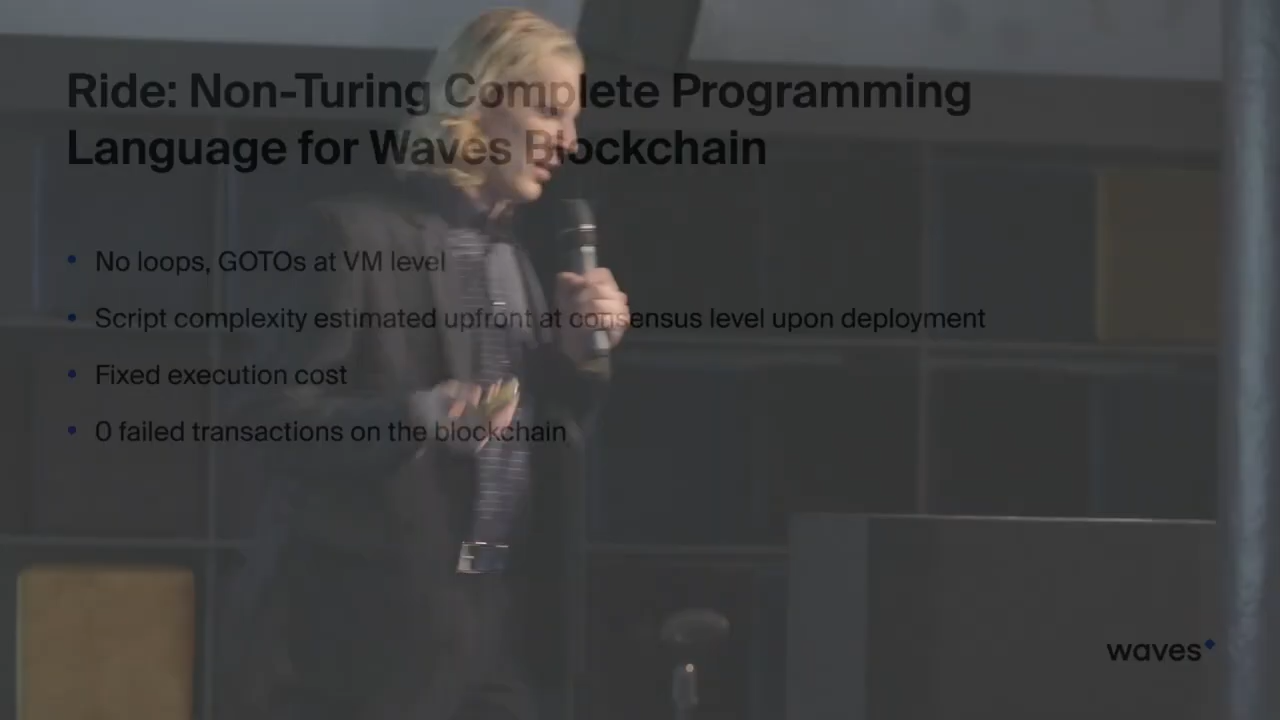 Ride: Non-Turing Complete Programming
Language for Waves Blockchain
No loops, GOTOs at VM level
Script complexity estimated upfront at consensus level upon deployment
Fixed execution cost
0 failed transactions on the blockchain
waves